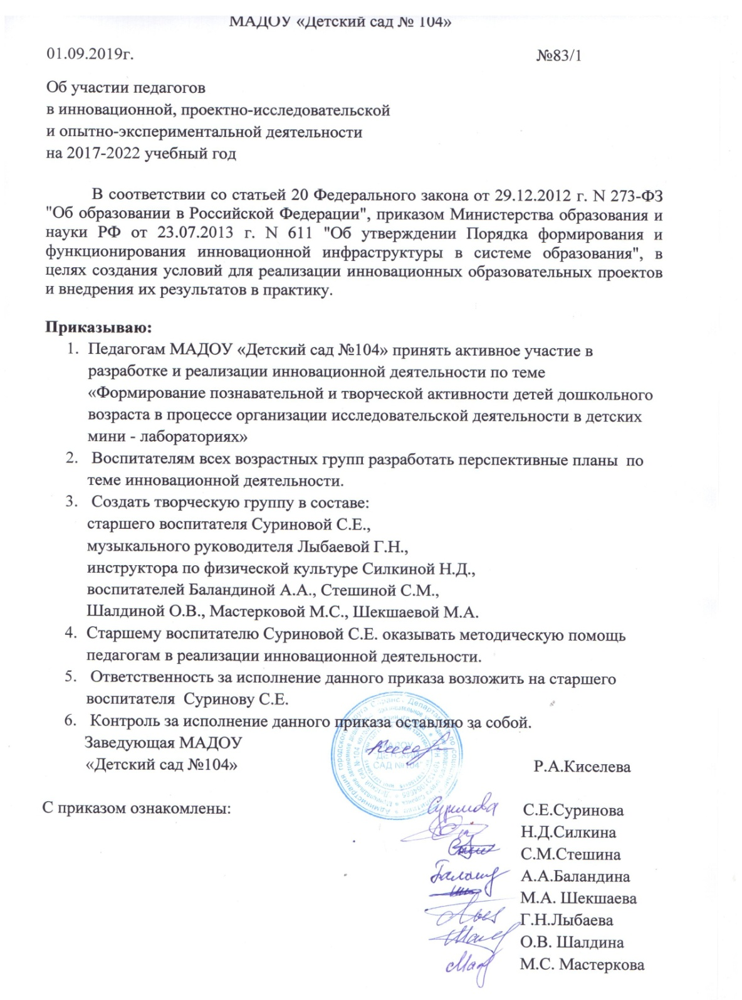 МАДОУ «Детский сад № 104»
01.09.2019г. №83/1
Об участии педагогов
в инновационной, проектно-исследовательской
и опытно-экспериментальной деятельности
на 2017-2022 учебный год
В соответствии со статьей 20 Федерального закона от 29.12.2012 г. N 273-ФЗ
"Об образовании в Российской Федерации", приказом Министерства образования и
науки РФ от 23.07.2013 г. N 611 "Об утверждении Порядка формирования и
функционирования инновационной инфраструктуры в системе образования", в
целях создания условий для реализации инновационных образовательных проектов
и внедрения их результатов в практику.
Приказываю:
1. Педагогам МАДОУ «Детский сад №104» принять активное участие в
разработке и реализации инновационной деятельности по теме
«Формирование познавательной и творческой активности детей дошкольного
возраста в процессе организации исследовательской деятельности в детских
мини - лабораториях»
2. Воспитателям всех возрастных групп разработать перспективные планы по
теме инновационной деятельности.
3. Создать творческую группу в составе:
старшего воспитателя Суриновой С.Е.,
музыкального руководителя Лыбаевой Г.Н.,
инструктора по физической культуре Силкиной Н.Д.,
воспитателей Баландиной А.А., Стешиной С.М.,
Шалдиной О.В., Мастерковой М.С., Шекшаевой М.А.
4. Старшему воспитателю Суриновой С.Е. оказывать методическую помощь
педагогам в реализации инновационной деятельности.
5. Ответственность за исполнение данного приказа возложить на старшего
воспитателя Суринову С.Е.
6. Контроль за исполнение данного приказа оставляю за собой.
Заведующая МАДОУ
«Детский сад №104» Р.А.Киселева
МАДОУ
ДЕТСКИЙ
САД №104
С приказом ознакомлены: Суринова С.Е.Суринова
Н.Д.Силкина
С.М.Стешина
А.А.Баландина
М.А. Шекшаева
Г.Н.Лыбаева
О.В. Шалдина
М.С. Мастеркова